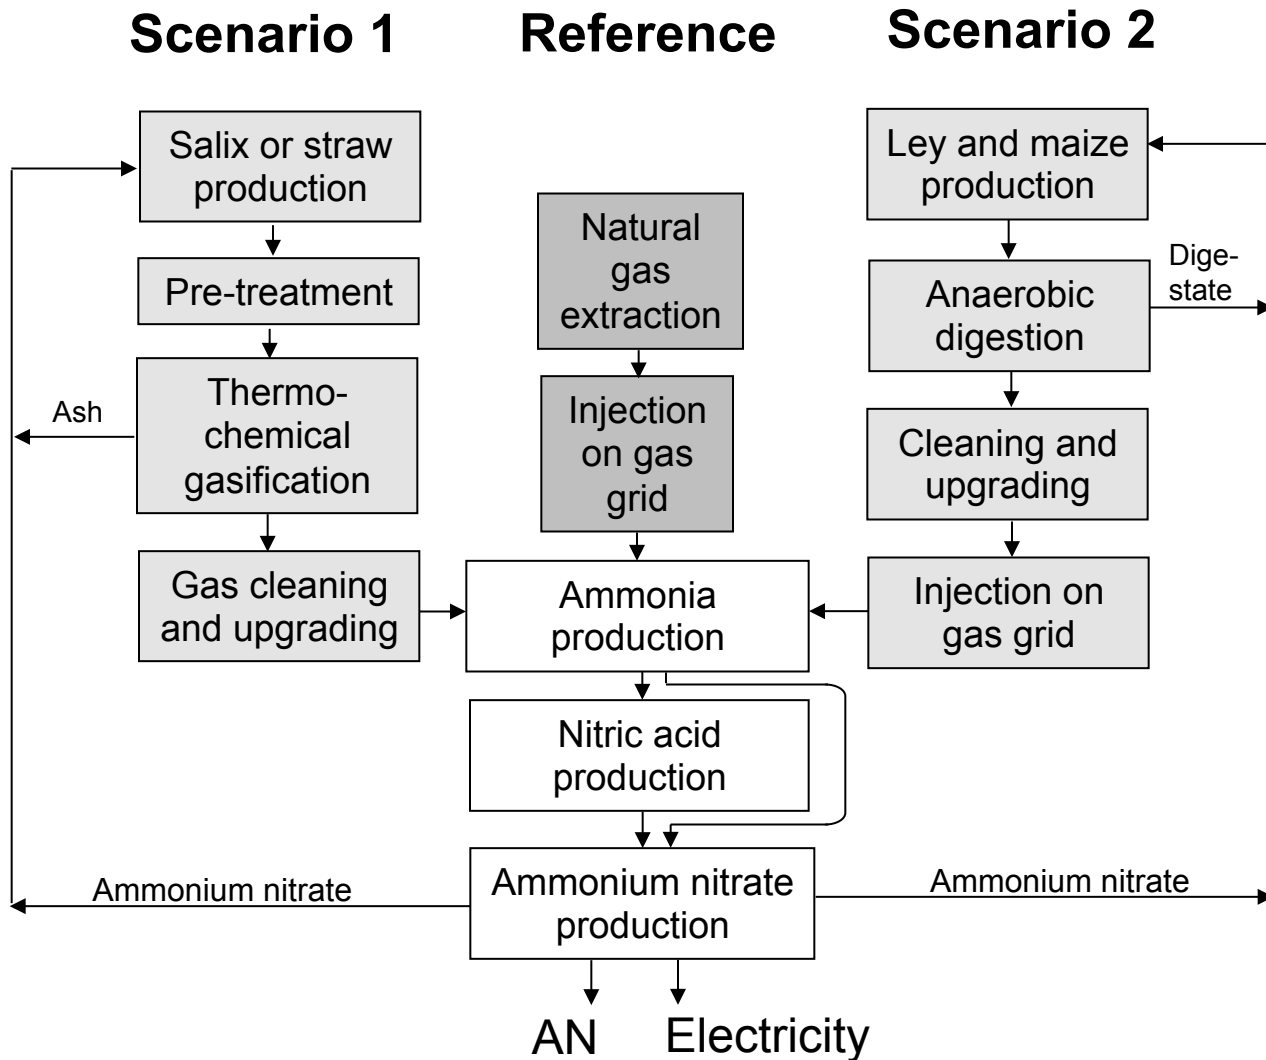 Scenario 1
Reference
Scenario 2
Salix or straw
production
Pre-treatment
Thermo-
chemical
gasification
Ash
Gas cleaning
and upgrading
Natural
gas
extraction
Injection
on gas
grid
Ley and maize
production
Dige-
state
Anaerobic
digestion
Cleaning and
upgrading
Injection on
gas grid
Ammonia
production
Nitric acid
production
Ammonium nitrate
Ammonium nitrate
production
Ammonium nitrate
AN
Electricity